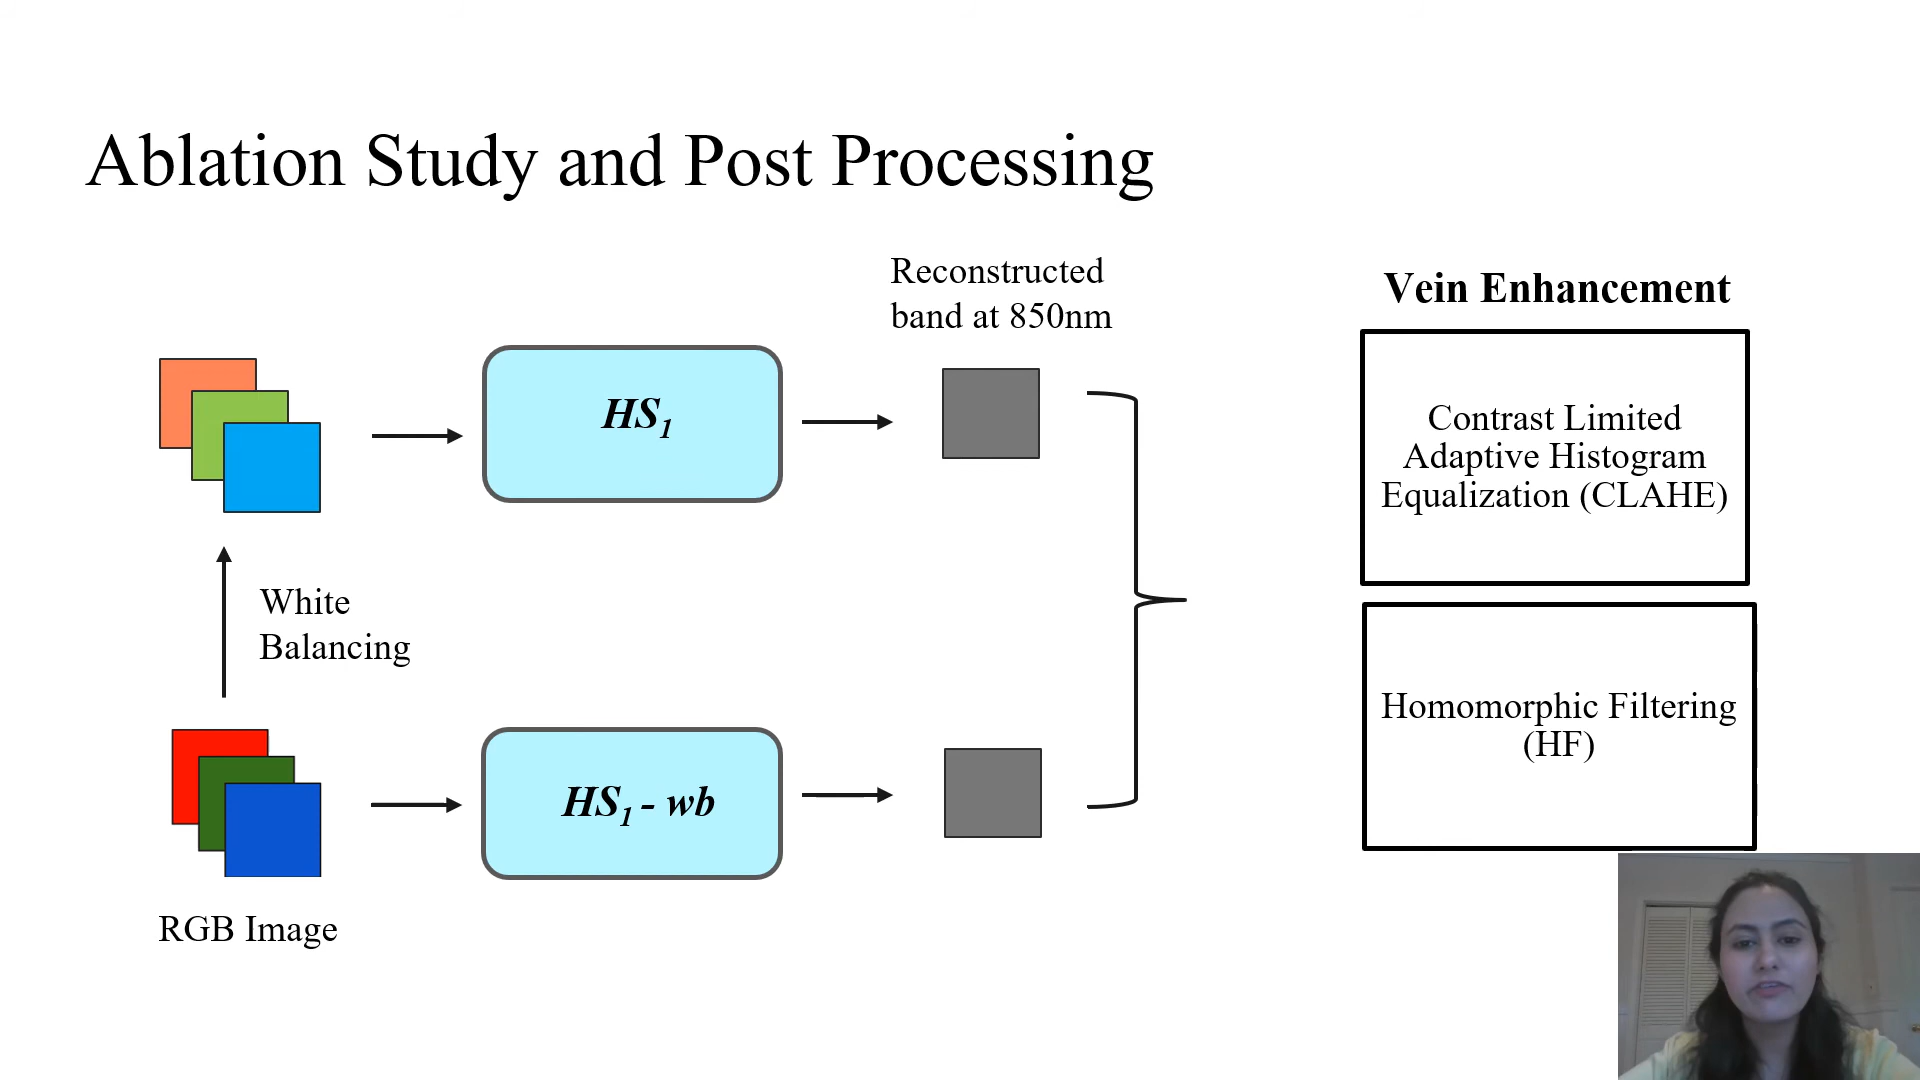 Ablation Study and Post Processing
Reconstructed
band at 850nm
HS1
White
Balancing
HS1 - wb
RGB Image
Vein Enhancement
Contrast Limited
Adaptive Histogram
Equalization (CLAHE)
Homomorphic Filtering
(HF)